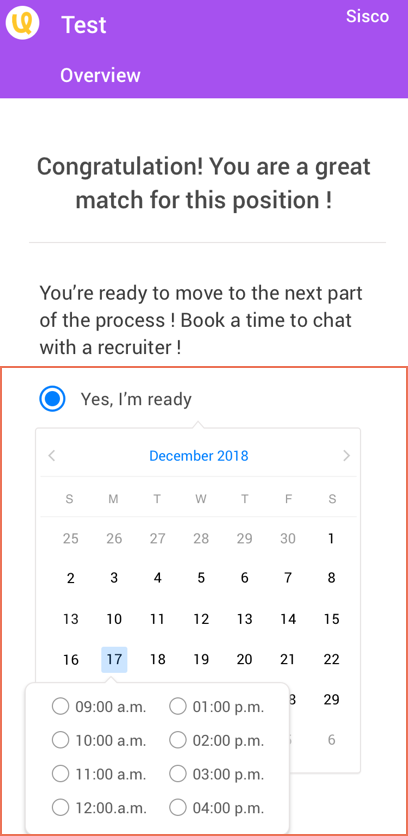 Test
Sisco
Overview
Congratulation! You are a great
match for this position !
You're ready to move to the next part
of the process ! Book a time to chat
with a recruiter !
Yes, I'm ready
December 2018
S M T W T F S
25 26 27 28 29 30 1
2 3 4 5 6 7 8
13 10 11 12 13 14 15
16 17 18 19 20 21 22
29
6
09:00 a.m. 01:00 p.m.
10:00 a.m. 02:00 p.m.
11:00 a.m. 03:00 p.m.
12:00.a.m. 04:00 p.m.